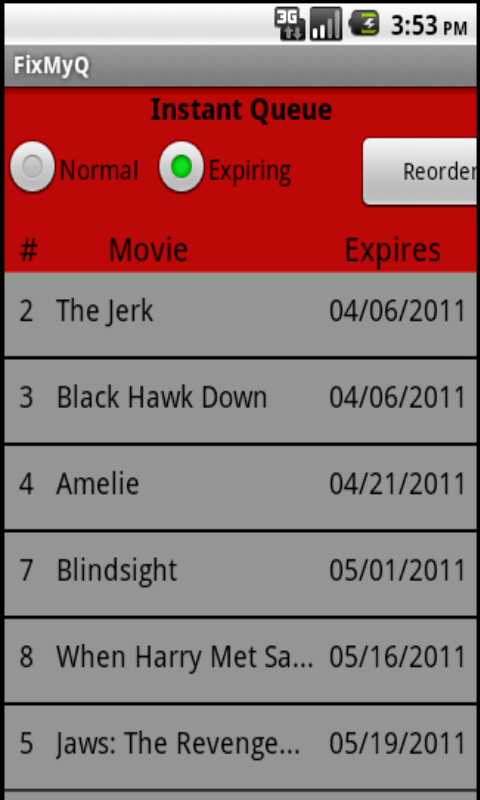 3G 3:53 PM
FixMyQ
Instant Queue
Normal Expiring Reorder
# Movie Expires
2 The Jerk 04/06/2011
3 Black Hawk Down 04/06/2011
4 Amelie 04/21/2011
7 Blindsight 05/01/2011
8 When Harry Met Sa... 05/16/2011
5 Jaws: The Revenge... 05/19/2011